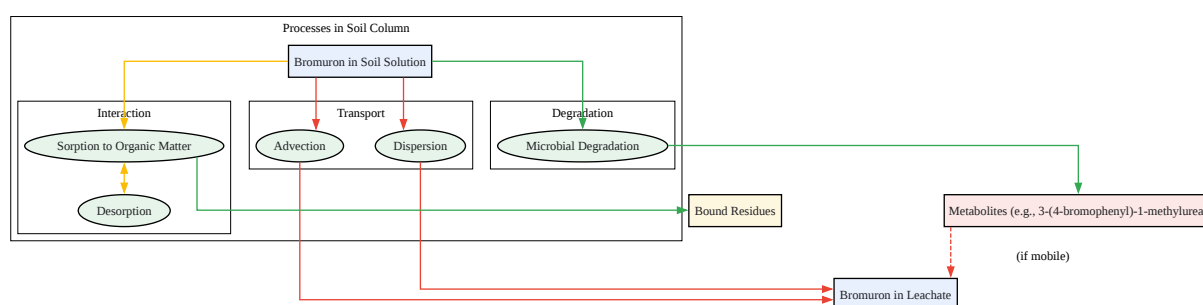 Processes in Soil Column
Bromuron in Soil Solution
Interaction
Transport
Degradation
Sorption to Organic Matter
Advection
Dispersion
Microbial Degradation
Desorption
Bound Residues
Metabolites (e.g., 3-(4-bromophenyl)-1-methylurea
(if mobile)
Bromuron in Leachate